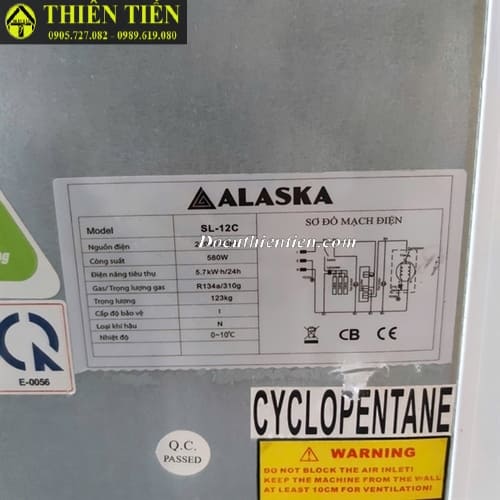 THIÊN TIẾN
0905.727.082 - 0989.619.080
ALASKA
Model SL-12C
Nguồn điện
Công suất 580W
Điện năng tiêu thụ 5.7kW·h/24h
Gas/ Trọng lượng gas R134a/310g
Trọng lượng 123kg
Cấp độ bảo vệ I
Loại khí hậu N
Nhiệt độ 0~10°C
SƠ ĐỒ MẠCH ĐIỆN
Docuthientien.com
CB CE
E-0056
Q.C.
PASSED
CYCLOPENTANE
WARNING
DO NOT BLOCK THE AIR INLET!
KEEP THE MACHINE FROM THE WALL
AT LEAST 10CM FOR VENTILATION!